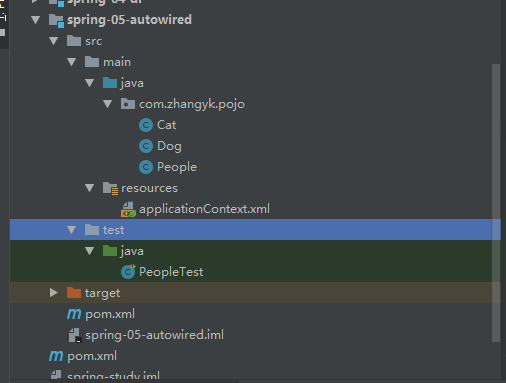 spring-04-di
spring-05-autowired
src
main
java
com.zhangyk.pojo
Cat
Dog
People
resources
applicationContext.xml
test
java
PeopleTest
target
pom.xml
spring-05-autowired.iml
pom.xml
spring-study.iml